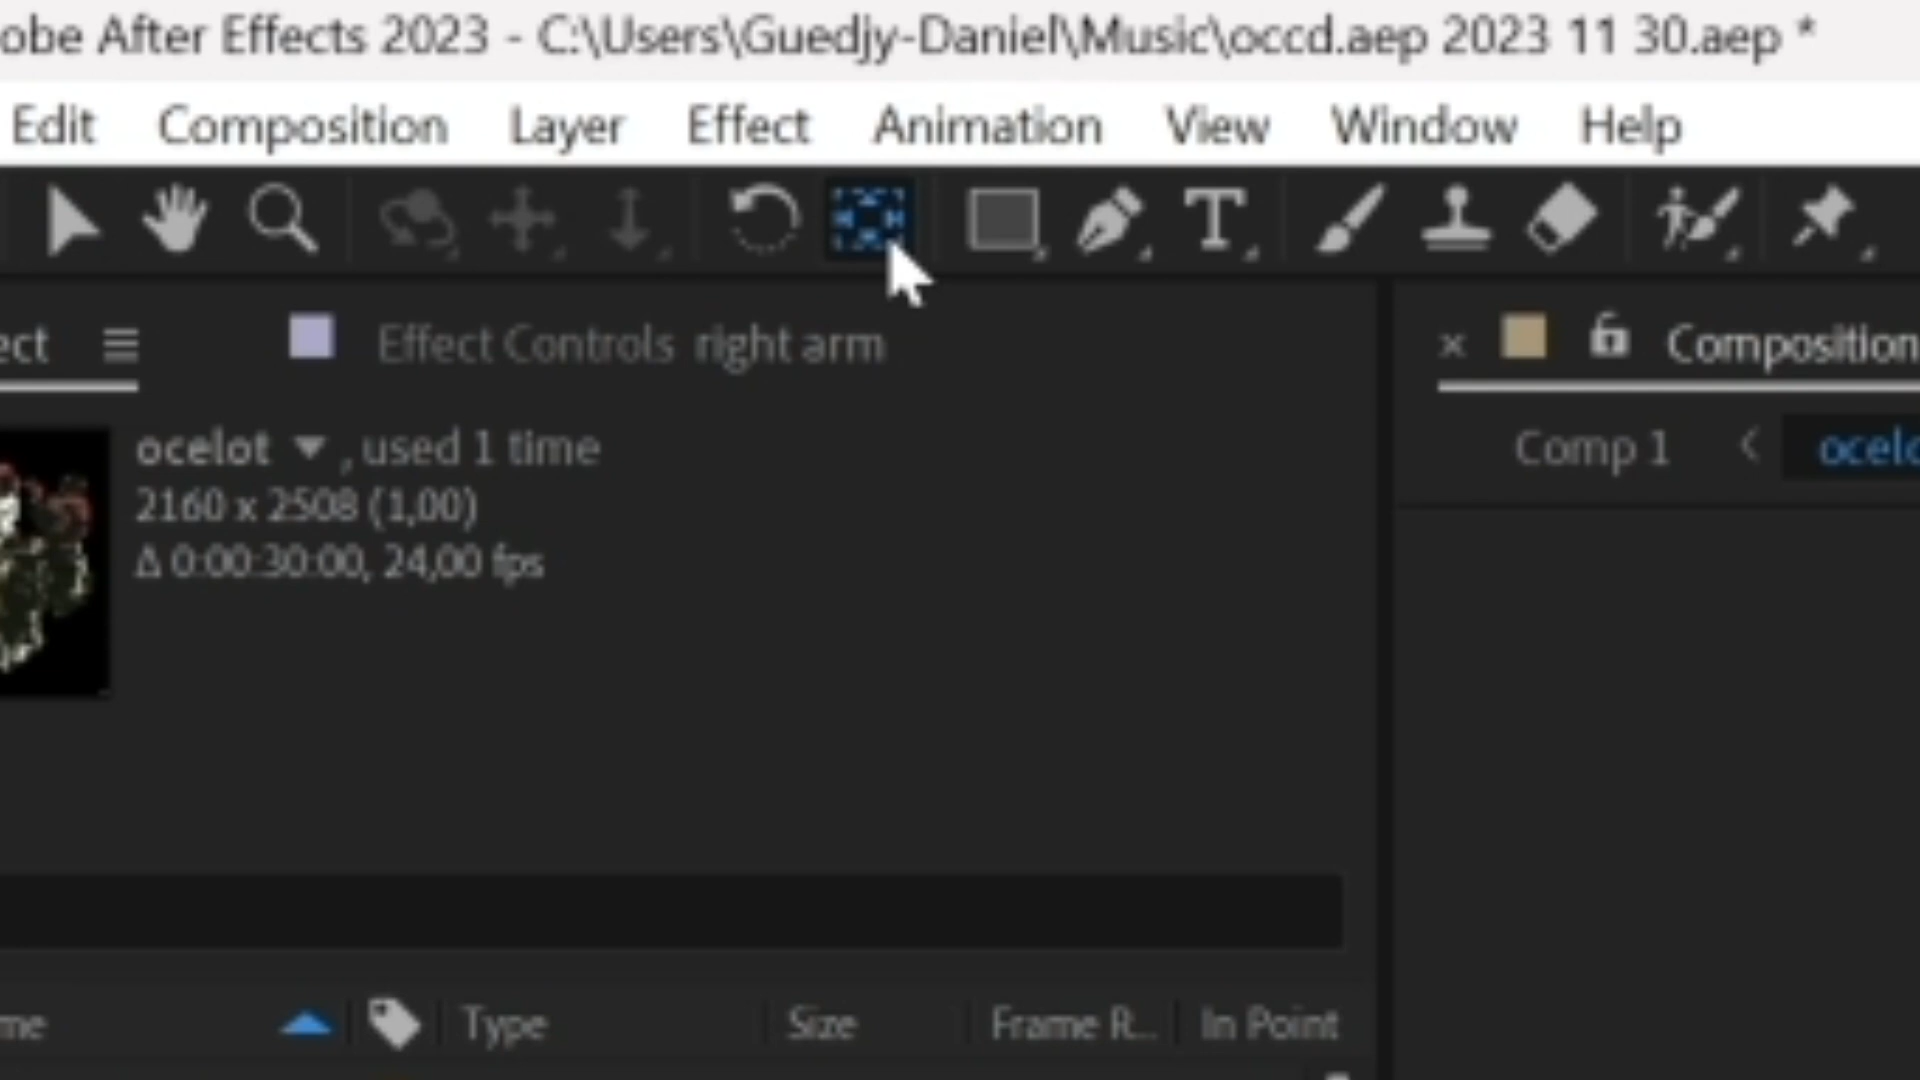 obe After Effects 2023 - C:\Users\Guedjy-Daniel\Music\occd.aep 2023 11 30.aep *
Edit Composition Layer Effect Animation View Window Help
ect Effect Controls right arm Composition
ocelot , used 1 time
Comp 1 < ocelo
2160 x 2508 (1,00)
Δ 0:00:30:00, 24,00 fps
me Type Size Frame R... In Point